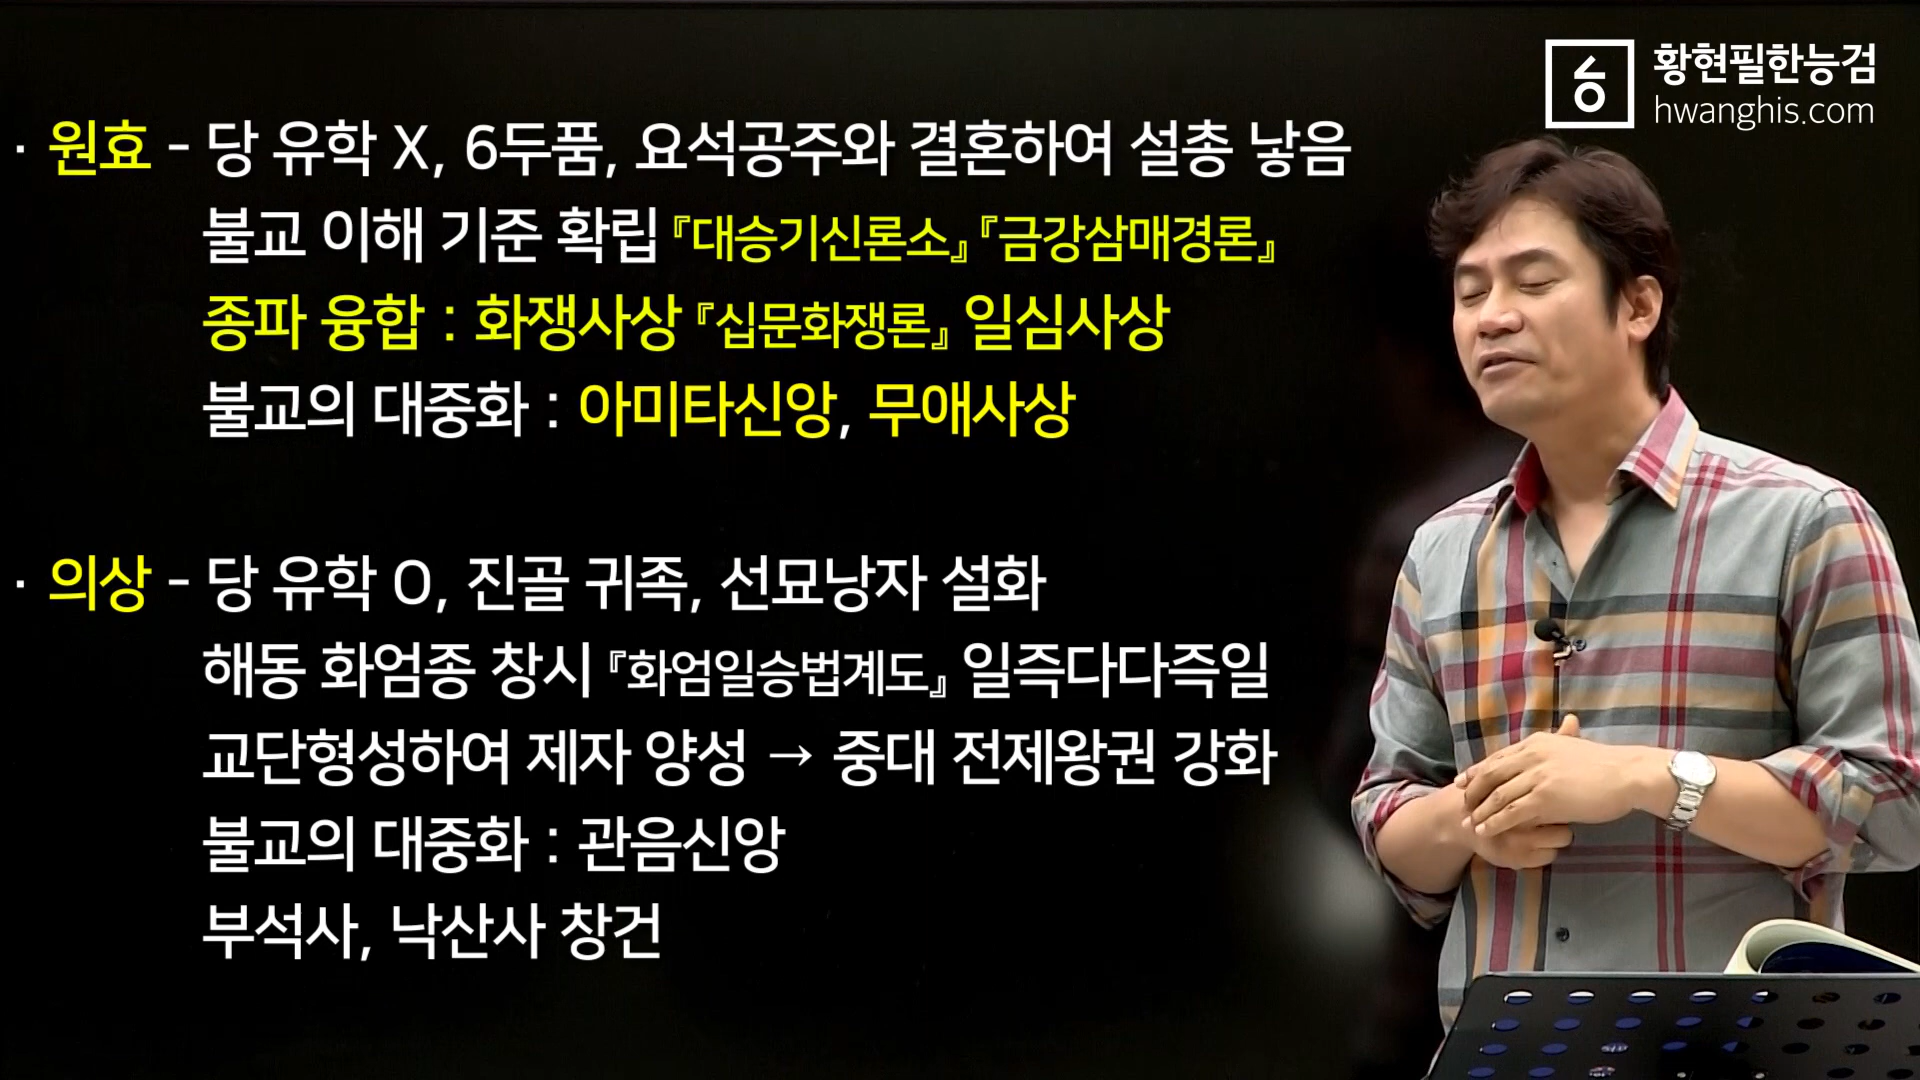 황현필한능검
hwanghis.com
· 원효 - 당 유학 X, 6두품, 요석공주와 결혼하여 설총 낳음
불교 이해 기준 확립 『대승기신론소』 『금강삼매경론』
종파 융합 : 화쟁사상 『십문화쟁론』 일심사상
불교의 대중화 : 아미타신앙, 무애사상
· 의상 - 당 유학 O, 진골 귀족, 선묘낭자 설화
해동 화엄종 창시 『화엄일승법계도』 일즉다다즉일
교단형성하여 제자 양성 → 중대 전제왕권 강화
불교의 대중화 : 관음신앙
부석사, 낙산사 창건